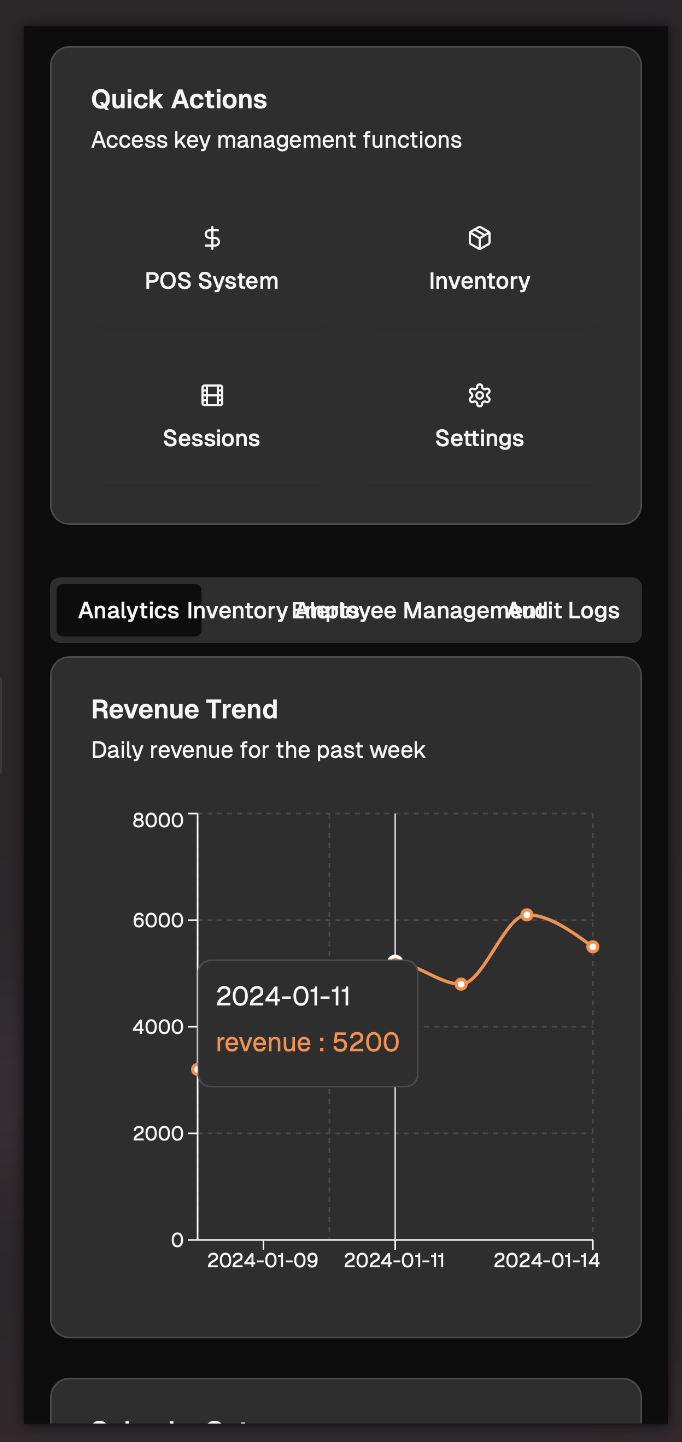 Quick Actions
Access key management functions
POS System
Inventory
Sessions
Settings
Analytics Inventory Alerts Employee Management Audit Logs
Revenue Trend
Daily revenue for the past week
8000
6000
4000
2000
0
2024-01-11
revenue : 5200
2024-01-09 2024-01-11 2024-01-14